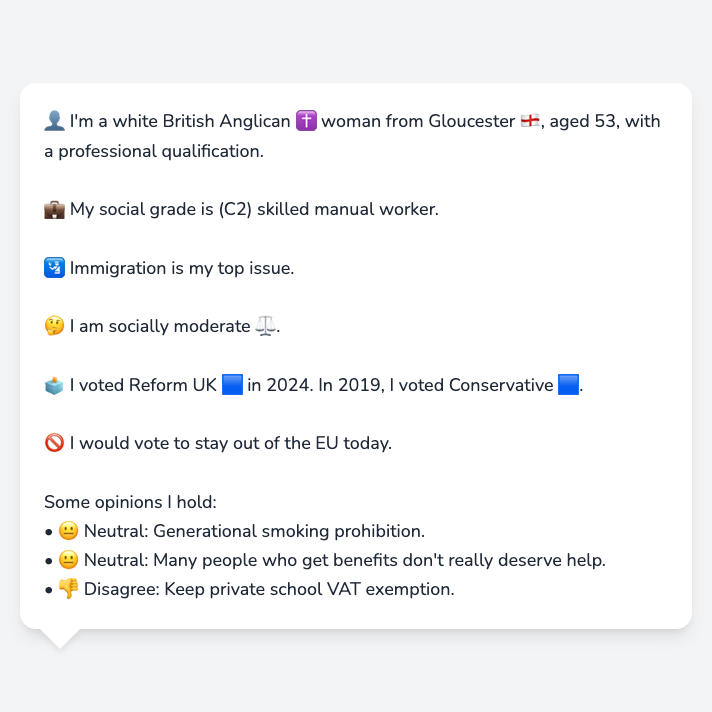 👤 I'm a white British Anglican ✝️ woman from Gloucester 🏴󠁧󠁢󠁥󠁮󠁧󠁿, aged 53, with
a professional qualification.
💼 My social grade is (C2) skilled manual worker.
🛂 Immigration is my top issue.
🤔 I am socially moderate ⚖️.
🗳️ I voted Reform UK 🟦 in 2024. In 2019, I voted Conservative 🟦.
🚫 I would vote to stay out of the EU today.
Some opinions I hold:
• 😐 Neutral: Generational smoking prohibition.
• 😐 Neutral: Many people who get benefits don't really deserve help.
• 👎 Disagree: Keep private school VAT exemption.